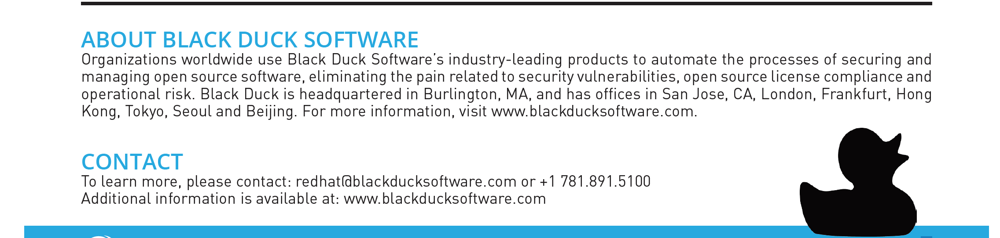 ABOUT BLACK DUCK SOFTWARE
Organizations worldwide use Black Duck Software’s industry-leading products to automate the processes of securing and
managing open source software, eliminating the pain related to security vulnerabilities, open source license compliance and
operational risk. Black Duck is headquartered in Burlington, MA, and has offices in San Jose, CA, London, Frankfurt, Hong
Kong, Tokyo, Seoul and Beijing. For more information, visit www.blackducksoftware.com.
CONTACT
To learn more, please contact: redhat@blackducksoftware.com or +1 781.891.5100
Additional information is available at: www.blackducksoftware.com